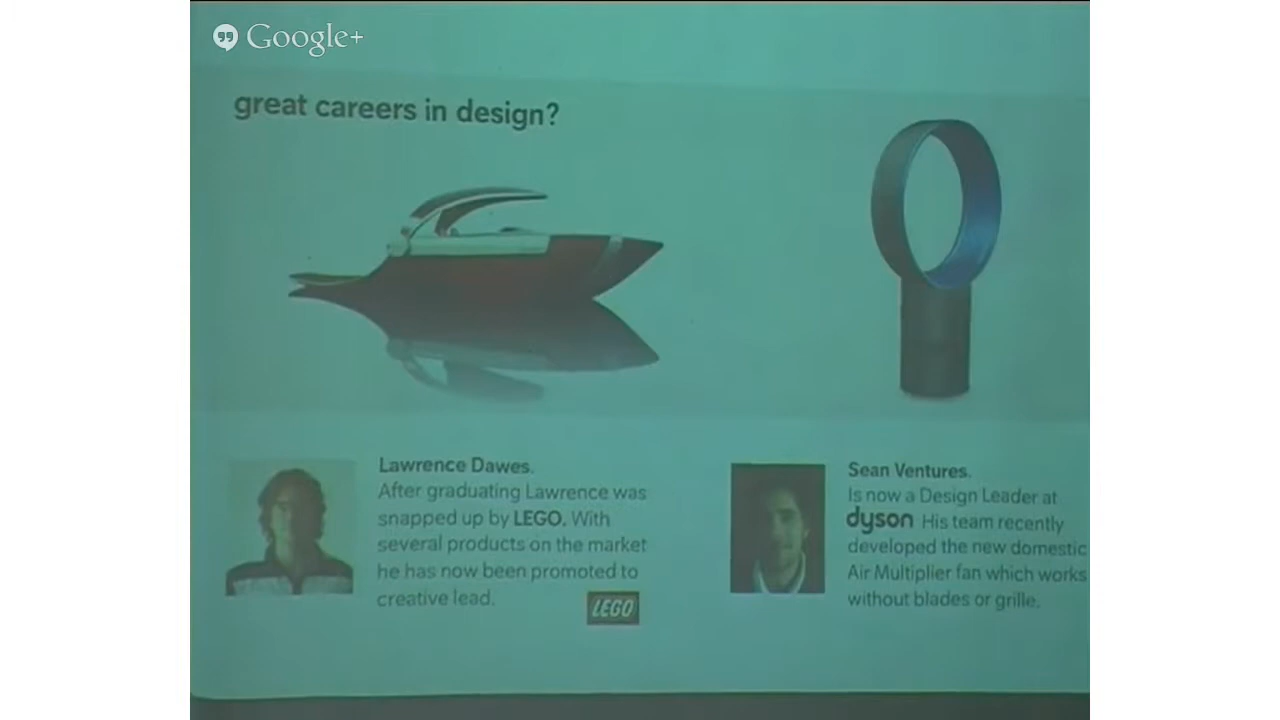 Google+
great careers in design?
Lawrence Dawes.
After graduating Lawrence was
snapped up by LEGO. With
several products on the market
he has now been promoted to
creative lead.
LEGO
Sean Ventures.
Is now a Design Leader at
dyson His team recently
developed the new domestic
Air Multiplier fan which works
without blades or grille.